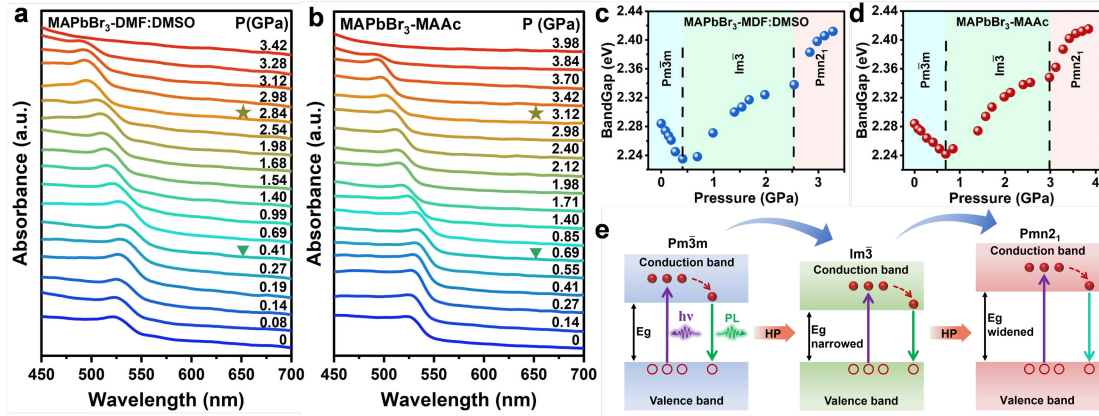 a
MAPbBr₃-DMF:DMSO
P(GPa)
3.42
3.28
3.12
2.98
2.84
2.54
1.98
1.68
1.54
1.40
0.99
0.69
0.41
0.27
0.19
0.14
0.08
0
Absorbance (a.u.)
450 500 550 600 650 700
Wavelength (nm)
b
MAPbBr₃-MAAc
P (GPa)
3.98
3.84
3.70
3.42
3.12
2.98
2.40
2.12
1.98
1.71
1.40
0.85
0.69
0.55
0.41
0.27
0.14
0
Absorbance (a.u.)
450 500 550 600 650 700
Wavelength (nm)
c
MAPbBr₃-MDF:DMSO
2.44
2.40
2.36
2.32
2.28
2.24
BandGap (eV)
Pm3̄m
Im3̄
Pmn2₁
0 1 2 3
Pressure (GPa)
d
MAPbBr₃-MAAc
2.44
2.40
2.36
2.32
2.28
2.24
BandGap (eV)
Pm3̄m
Im3̄
Pmn2₁
0 1 2 3 4
Pressure (GPa)
e
Pm3̄m
Conduction band
Eg
hν
PL
Valence band
HP
Im3̄
Conduction band
Eg
narrowed
Valence band
HP
Pmn2₁
Conduction band
Eg
widened
Valence band